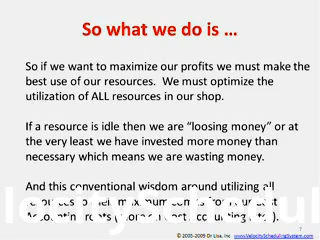 So what we do is …
So if we want to maximize our profits we must make the
best use of our resources.  We must optimize the
utilization of ALL resources in our shop.
If a resource is idle then we are “loosing money” or at
the very least we have invested more money than
necessary which means we are wasting money.
And this conventional wisdom around utilizing all
7
© 2005-2009 Dr Lisa, Inc. www.VelocitySchedulingSystem.com